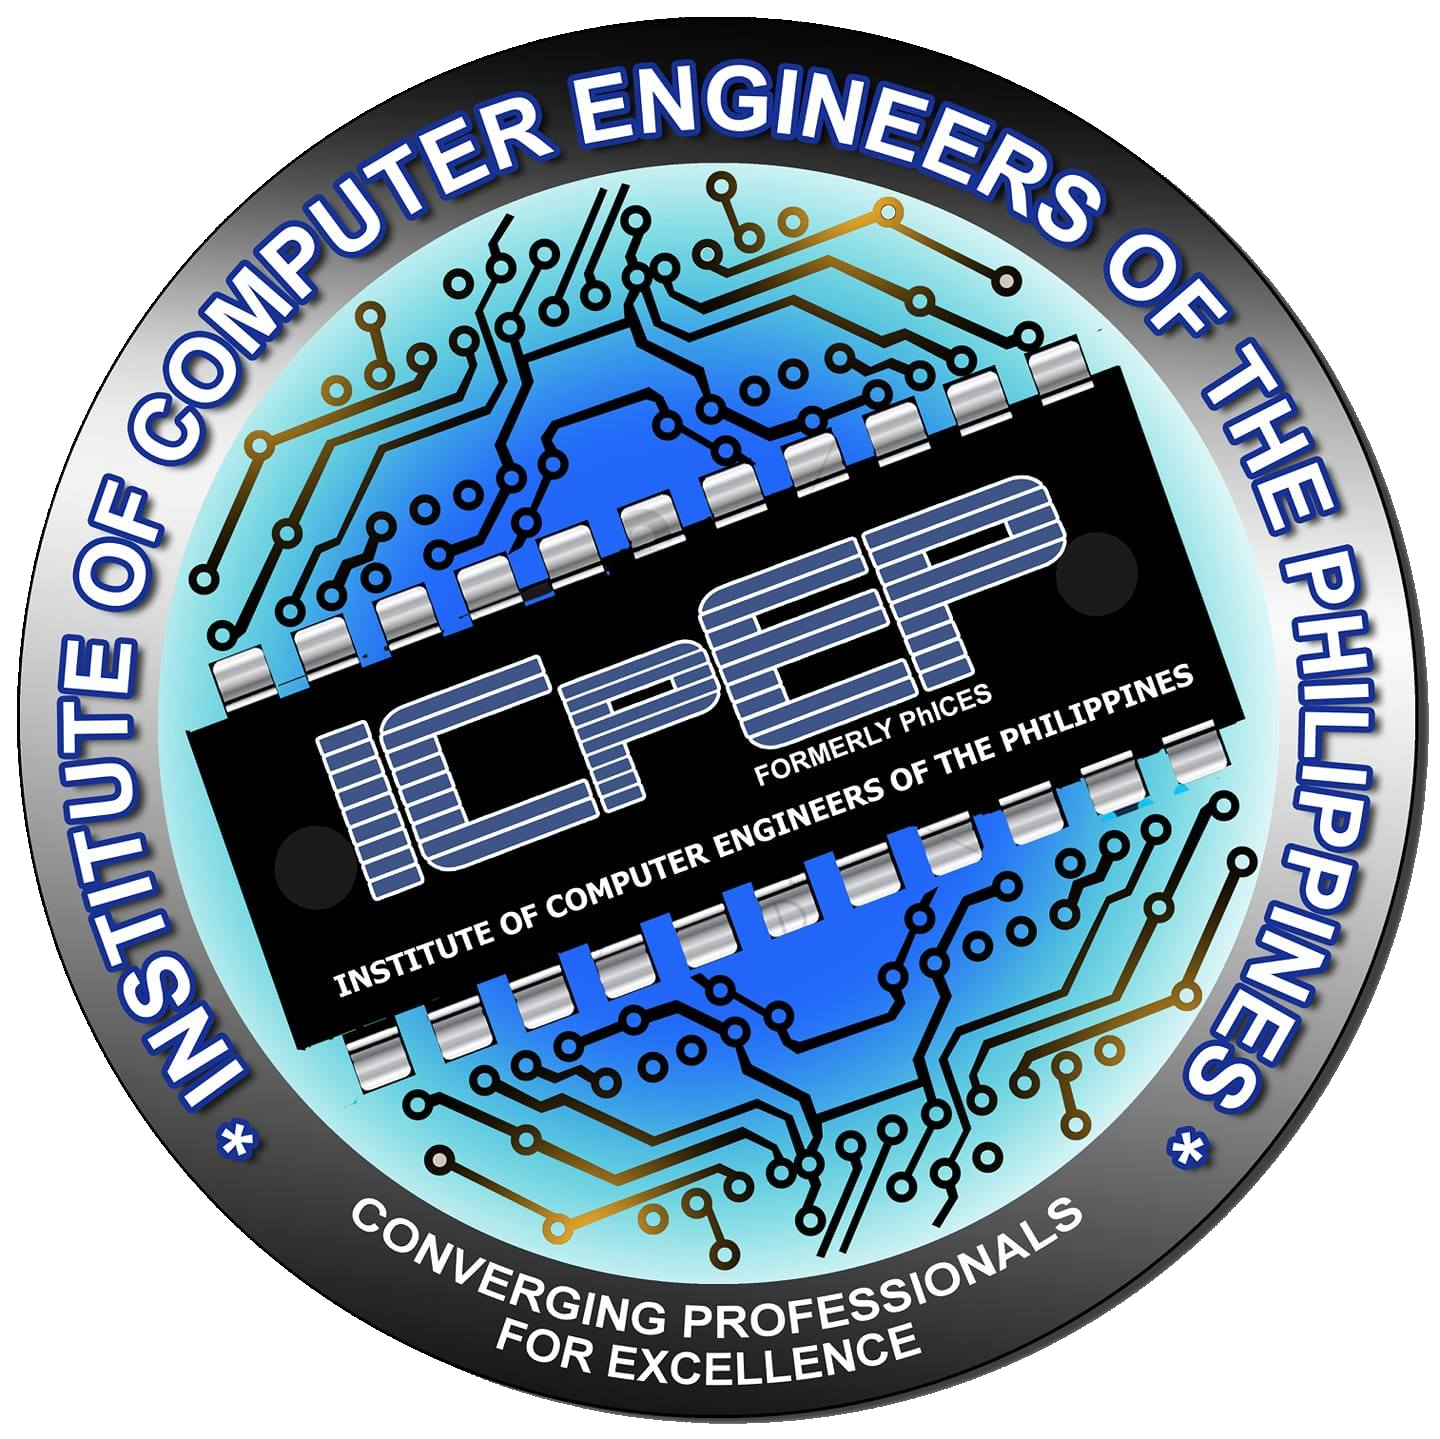 * INSTITUTE OF COMPUTER ENGINEERS OF THE PHILIPPINES *
ICpEP
FORMERLY PhICES
INSTITUTE OF COMPUTER ENGINEERS OF THE PHILIPPINES
CONVERGING PROFESSIONALS
FOR EXCELLENCE